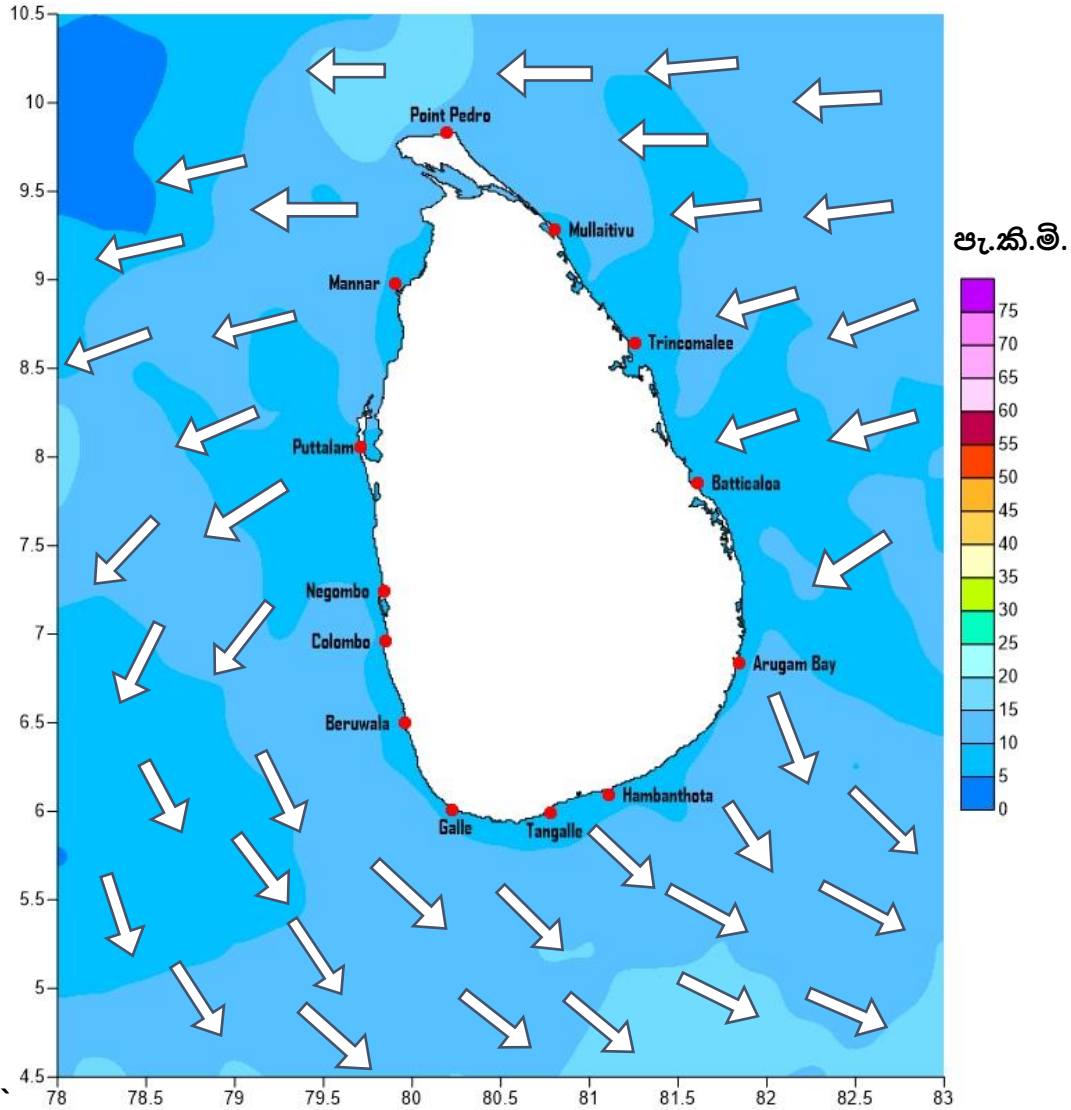 10.5
10
9.5
9
8.5
8
7.5
7
6.5
6
5.5
5
4.5
Point Pedro
Mullaitivu
Mannar
Trincomalee
Puttalam
Batticaloa
Negombo
Colombo
Arugam Bay
Beruwala
Hambanthota
Galle
Tangalle
පැ.කි.මි.
75
70
65
60
55
50
45
40
35
30
25
20
15
10
5
0
78 78.5 79 79.5 80 80.5 81 81.5 82 82.5 83